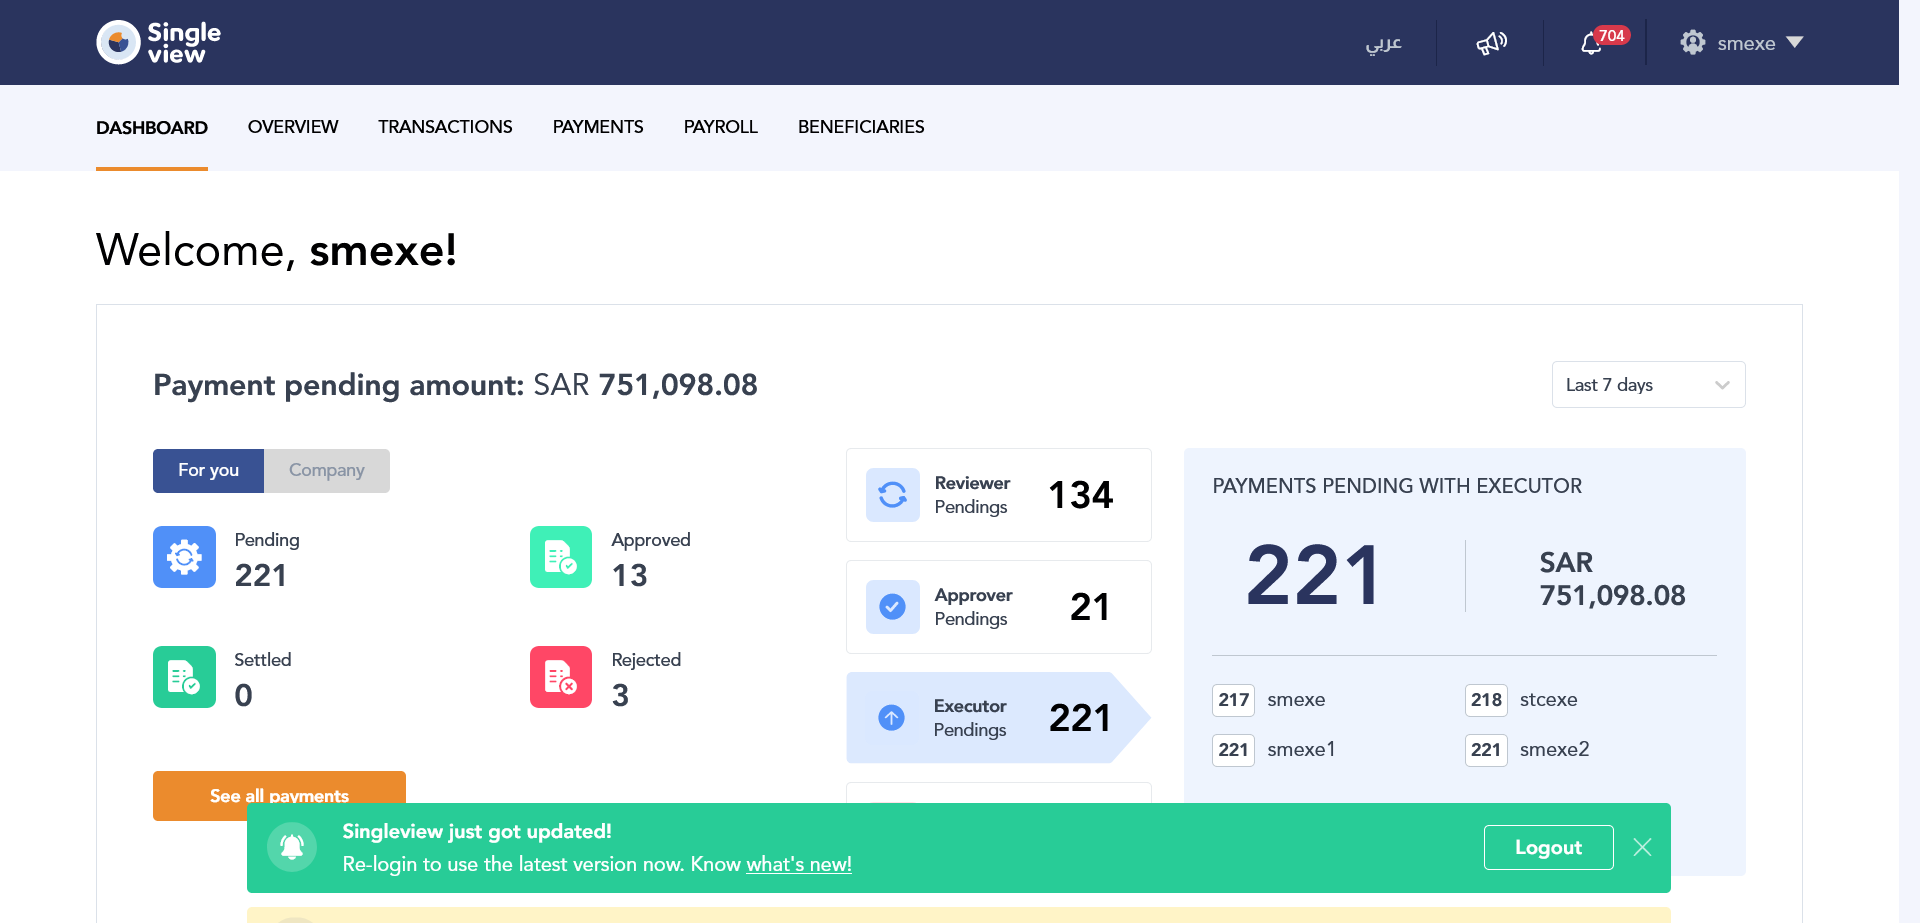 Single
view
عربي
704
smexe
DASHBOARD
OVERVIEW
TRANSACTIONS
PAYMENTS
PAYROLL
BENEFICIARIES
Welcome, smexe!
Payment pending amount: SAR 751,098.08
Last 7 days
For you
Company
Pending
221
Approved
13
Settled
0
Rejected
3
See all payments
Reviewer
Pendings
134
Approver
Pendings
21
Executor
Pendings
221
PAYMENTS PENDING WITH EXECUTOR
221
SAR
751,098.08
217 smexe
218 stcexe
221 smexe1
221 smexe2
Singleview just got updated!
Re-login to use the latest version now. Know what's new!
Logout